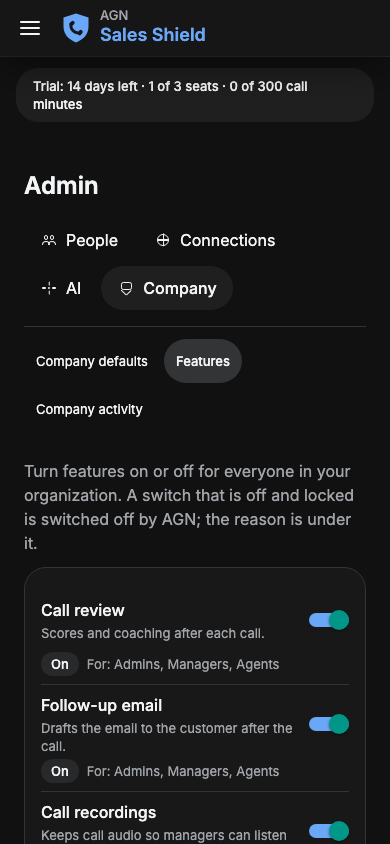 AGN
Sales Shield
Trial: 14 days left · 1 of 3 seats · 0 of 300 call
minutes
Admin
People
Connections
AI
Company
Company defaults
Features
Company activity
Turn features on or off for everyone in your
organization. A switch that is off and locked
is switched off by AGN; the reason is under
it.
Call review
Scores and coaching after each call.
On
For: Admins, Managers, Agents
Follow-up email
Drafts the email to the customer after the
call.
On
For: Admins, Managers, Agents
Call recordings
Keeps call audio so managers can listen